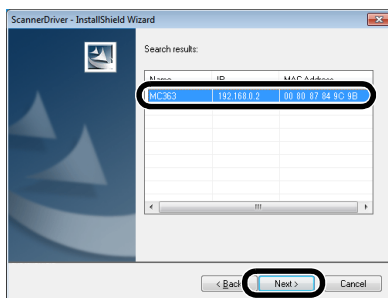 ScannerDriver - InstallShield Wizard
Search results:
Name IP MAC Address
MC363 192.168.0.2 00 80 87 84 9C 9B
< Back Next > Cancel